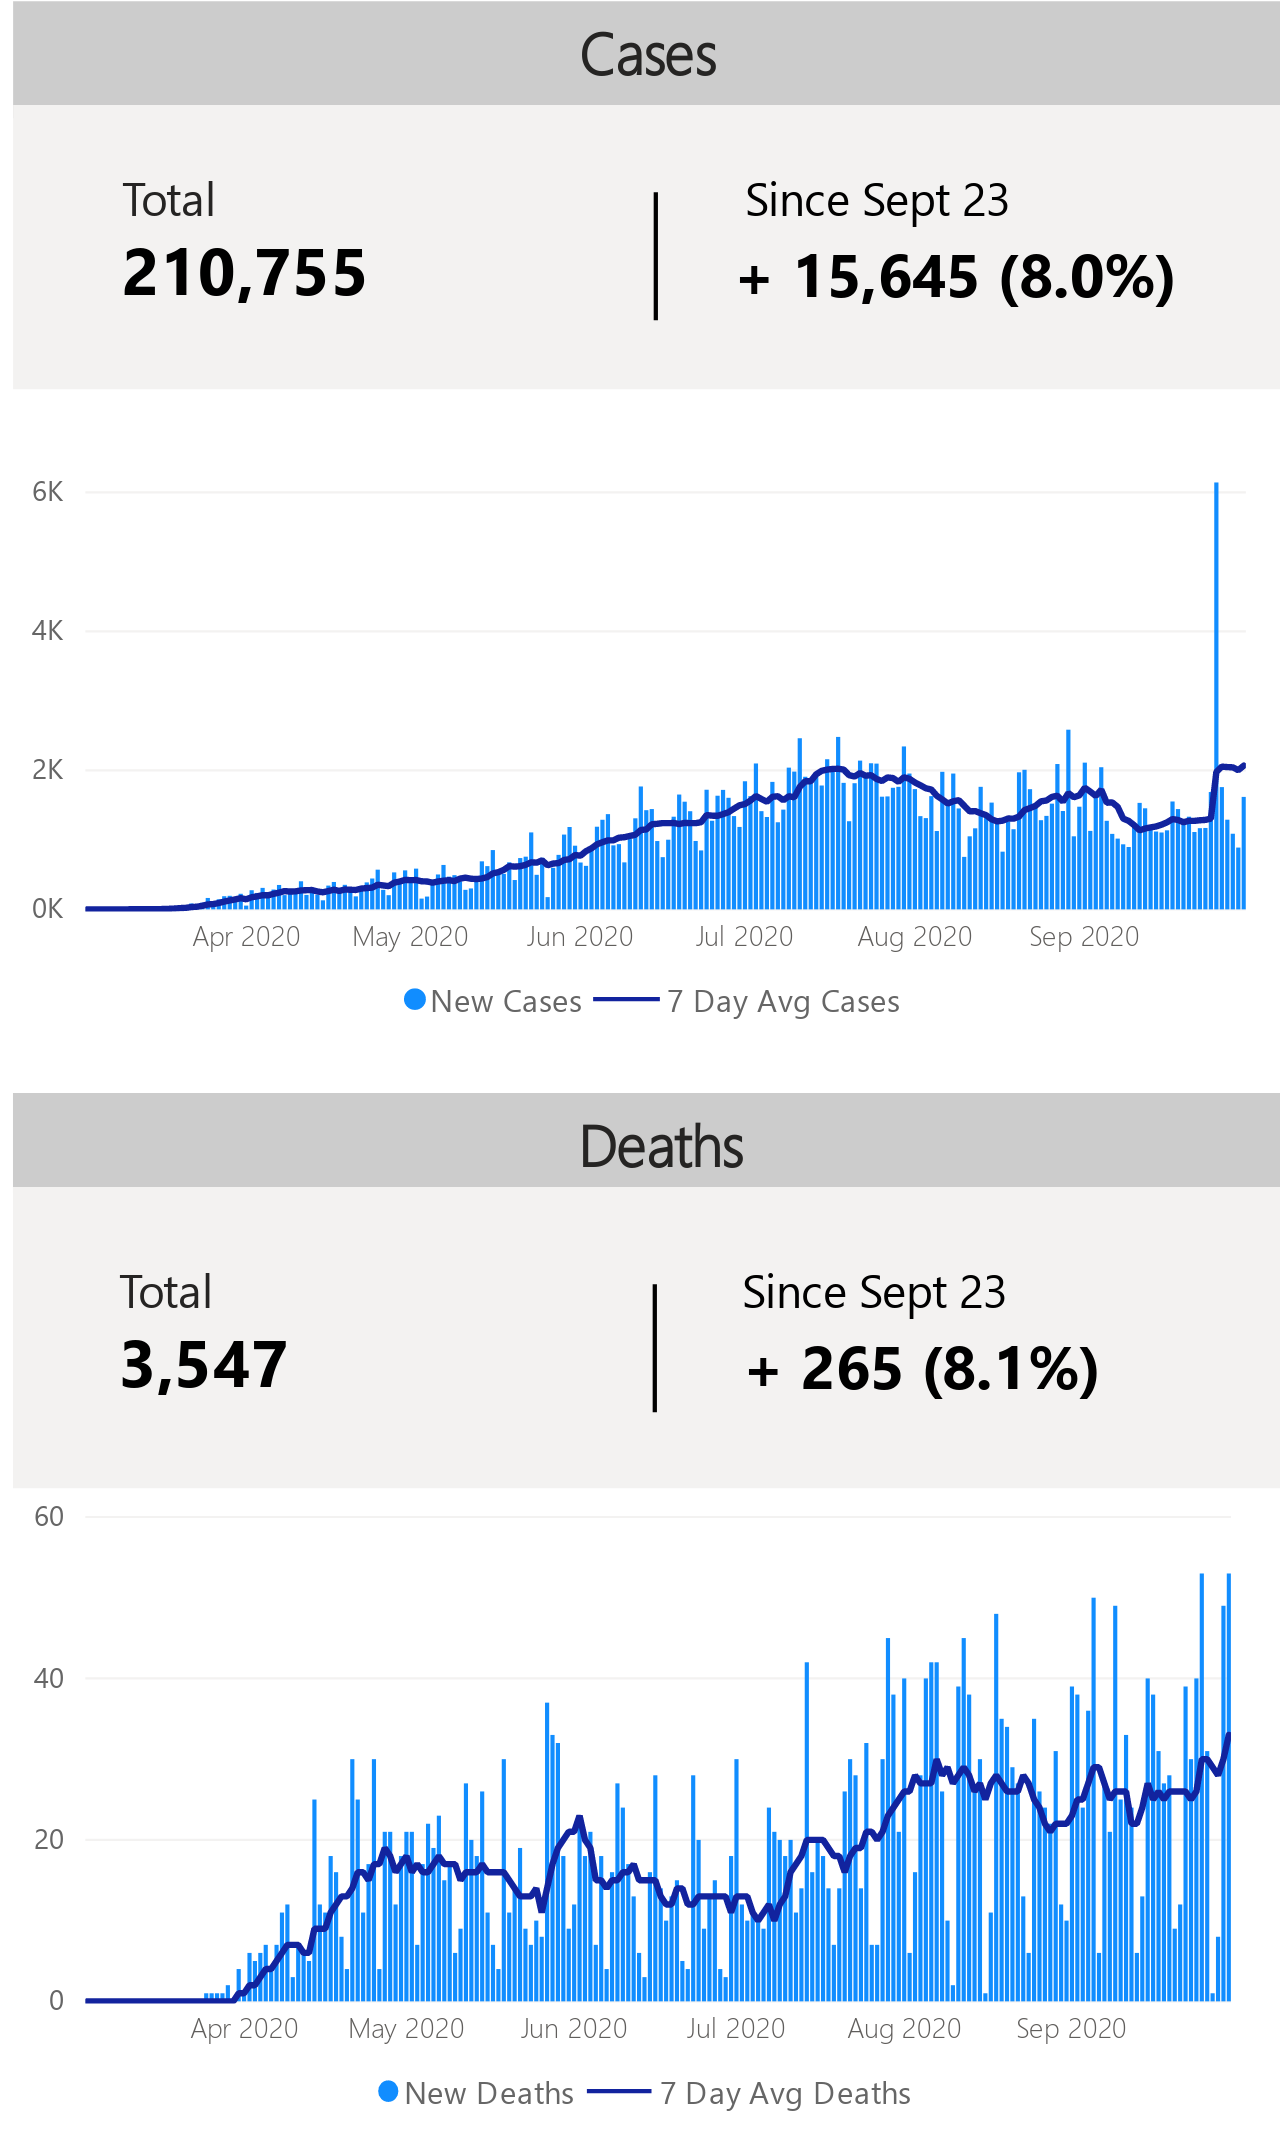 Cases
Total
Since Sept 23
210,755
+ 15,645 (8.0%)
6K
4K
2K
0K
Apr 2020
May 2020
Jun 2020
Jul 2020
Aug 2020
Sep 2020
New Cases
7 Day Avg Cases
Deaths
Total
Since Sept 23
3,547
+ 265 (8.1%)
60
40
20
0
Apr 2020
May 2020
Jun 2020
Jul 2020
Aug 2020
Sep 2020
New Deaths
7 Day Avg Deaths